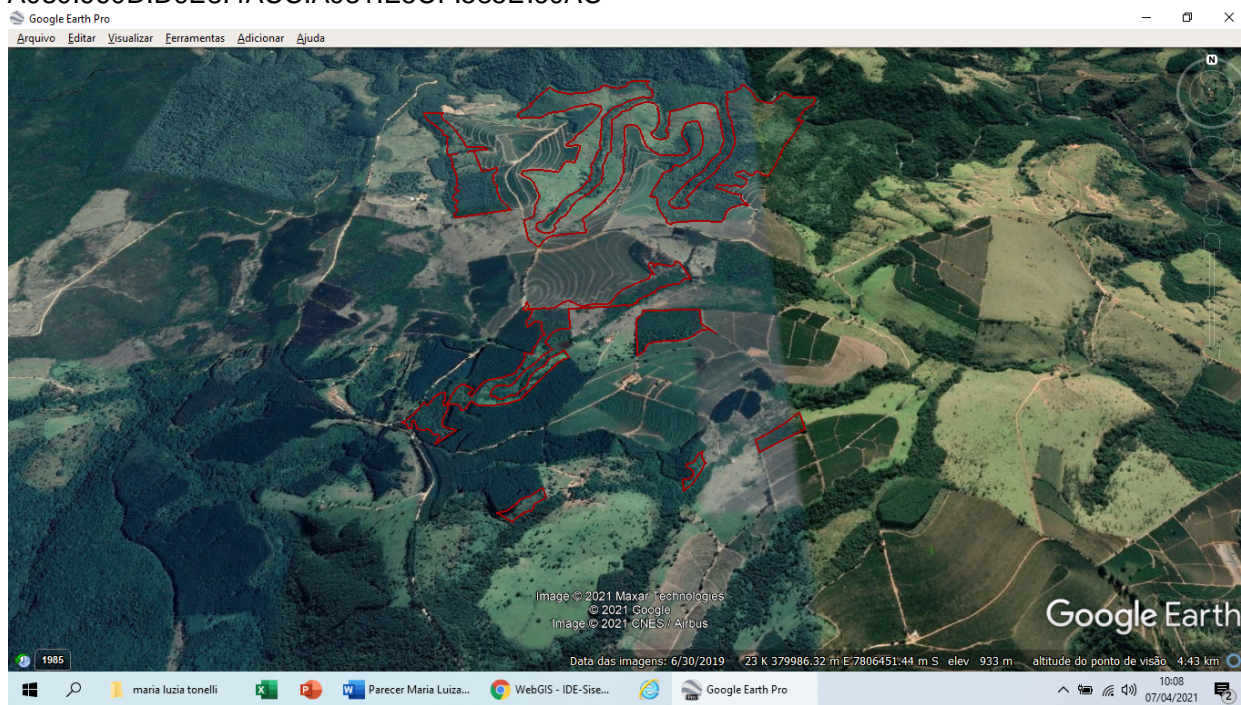 Google Earth Pro
Arquivo Editar Visualizar Ferramentas Adicionar Ajuda
N
Image © 2021 Maxar Technologies
© 2021 Google
Image © 2021 CNES / Airbus
Google Earth
1985
Data das imagens: 6/30/2019 23 K 379986.32 m E 7806451.44 m S elev 933 m altitude do ponto de visão 4.43 km
maria luzia tonelli
Parecer Maria Luiza...
WebGIS - IDE-Sise...
Google Earth Pro
10:08
07/04/2021
2